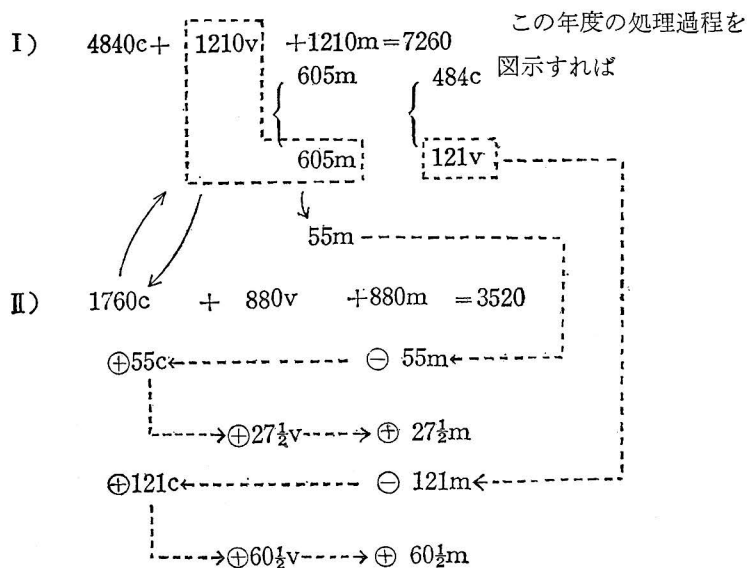 この年度の処理過程を
I) 4840c+ 1210v +1210m=7260
図示すれば
605m 484c
605m 121v
55m
II) 1760c + 880v +880m =3520
⊕55c ⊖ 55m
⊕27½v ⊕ 27½m
⊕121c ⊖ 121m
⊕60½v ⊕ 60½m